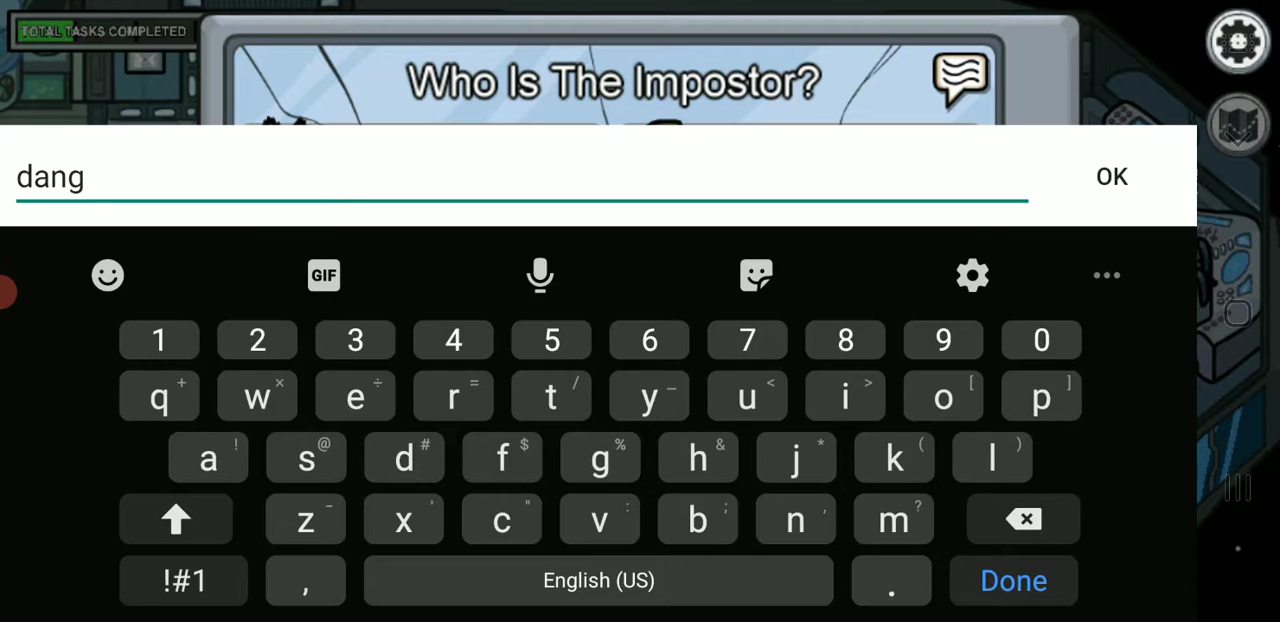 TOTAL TASKS COMPLETED
Who Is The Impostor?
dang
OK
GIF
1 2 3 4 5 6 7 8 9 0
q + w × e ÷ r = t / y _ u < i > o [ p ]
a ! s @ d # f $ g % h & j * k ( l )
z - x ' c " v : b ; n , m ?
!#1 , English (US) . Done